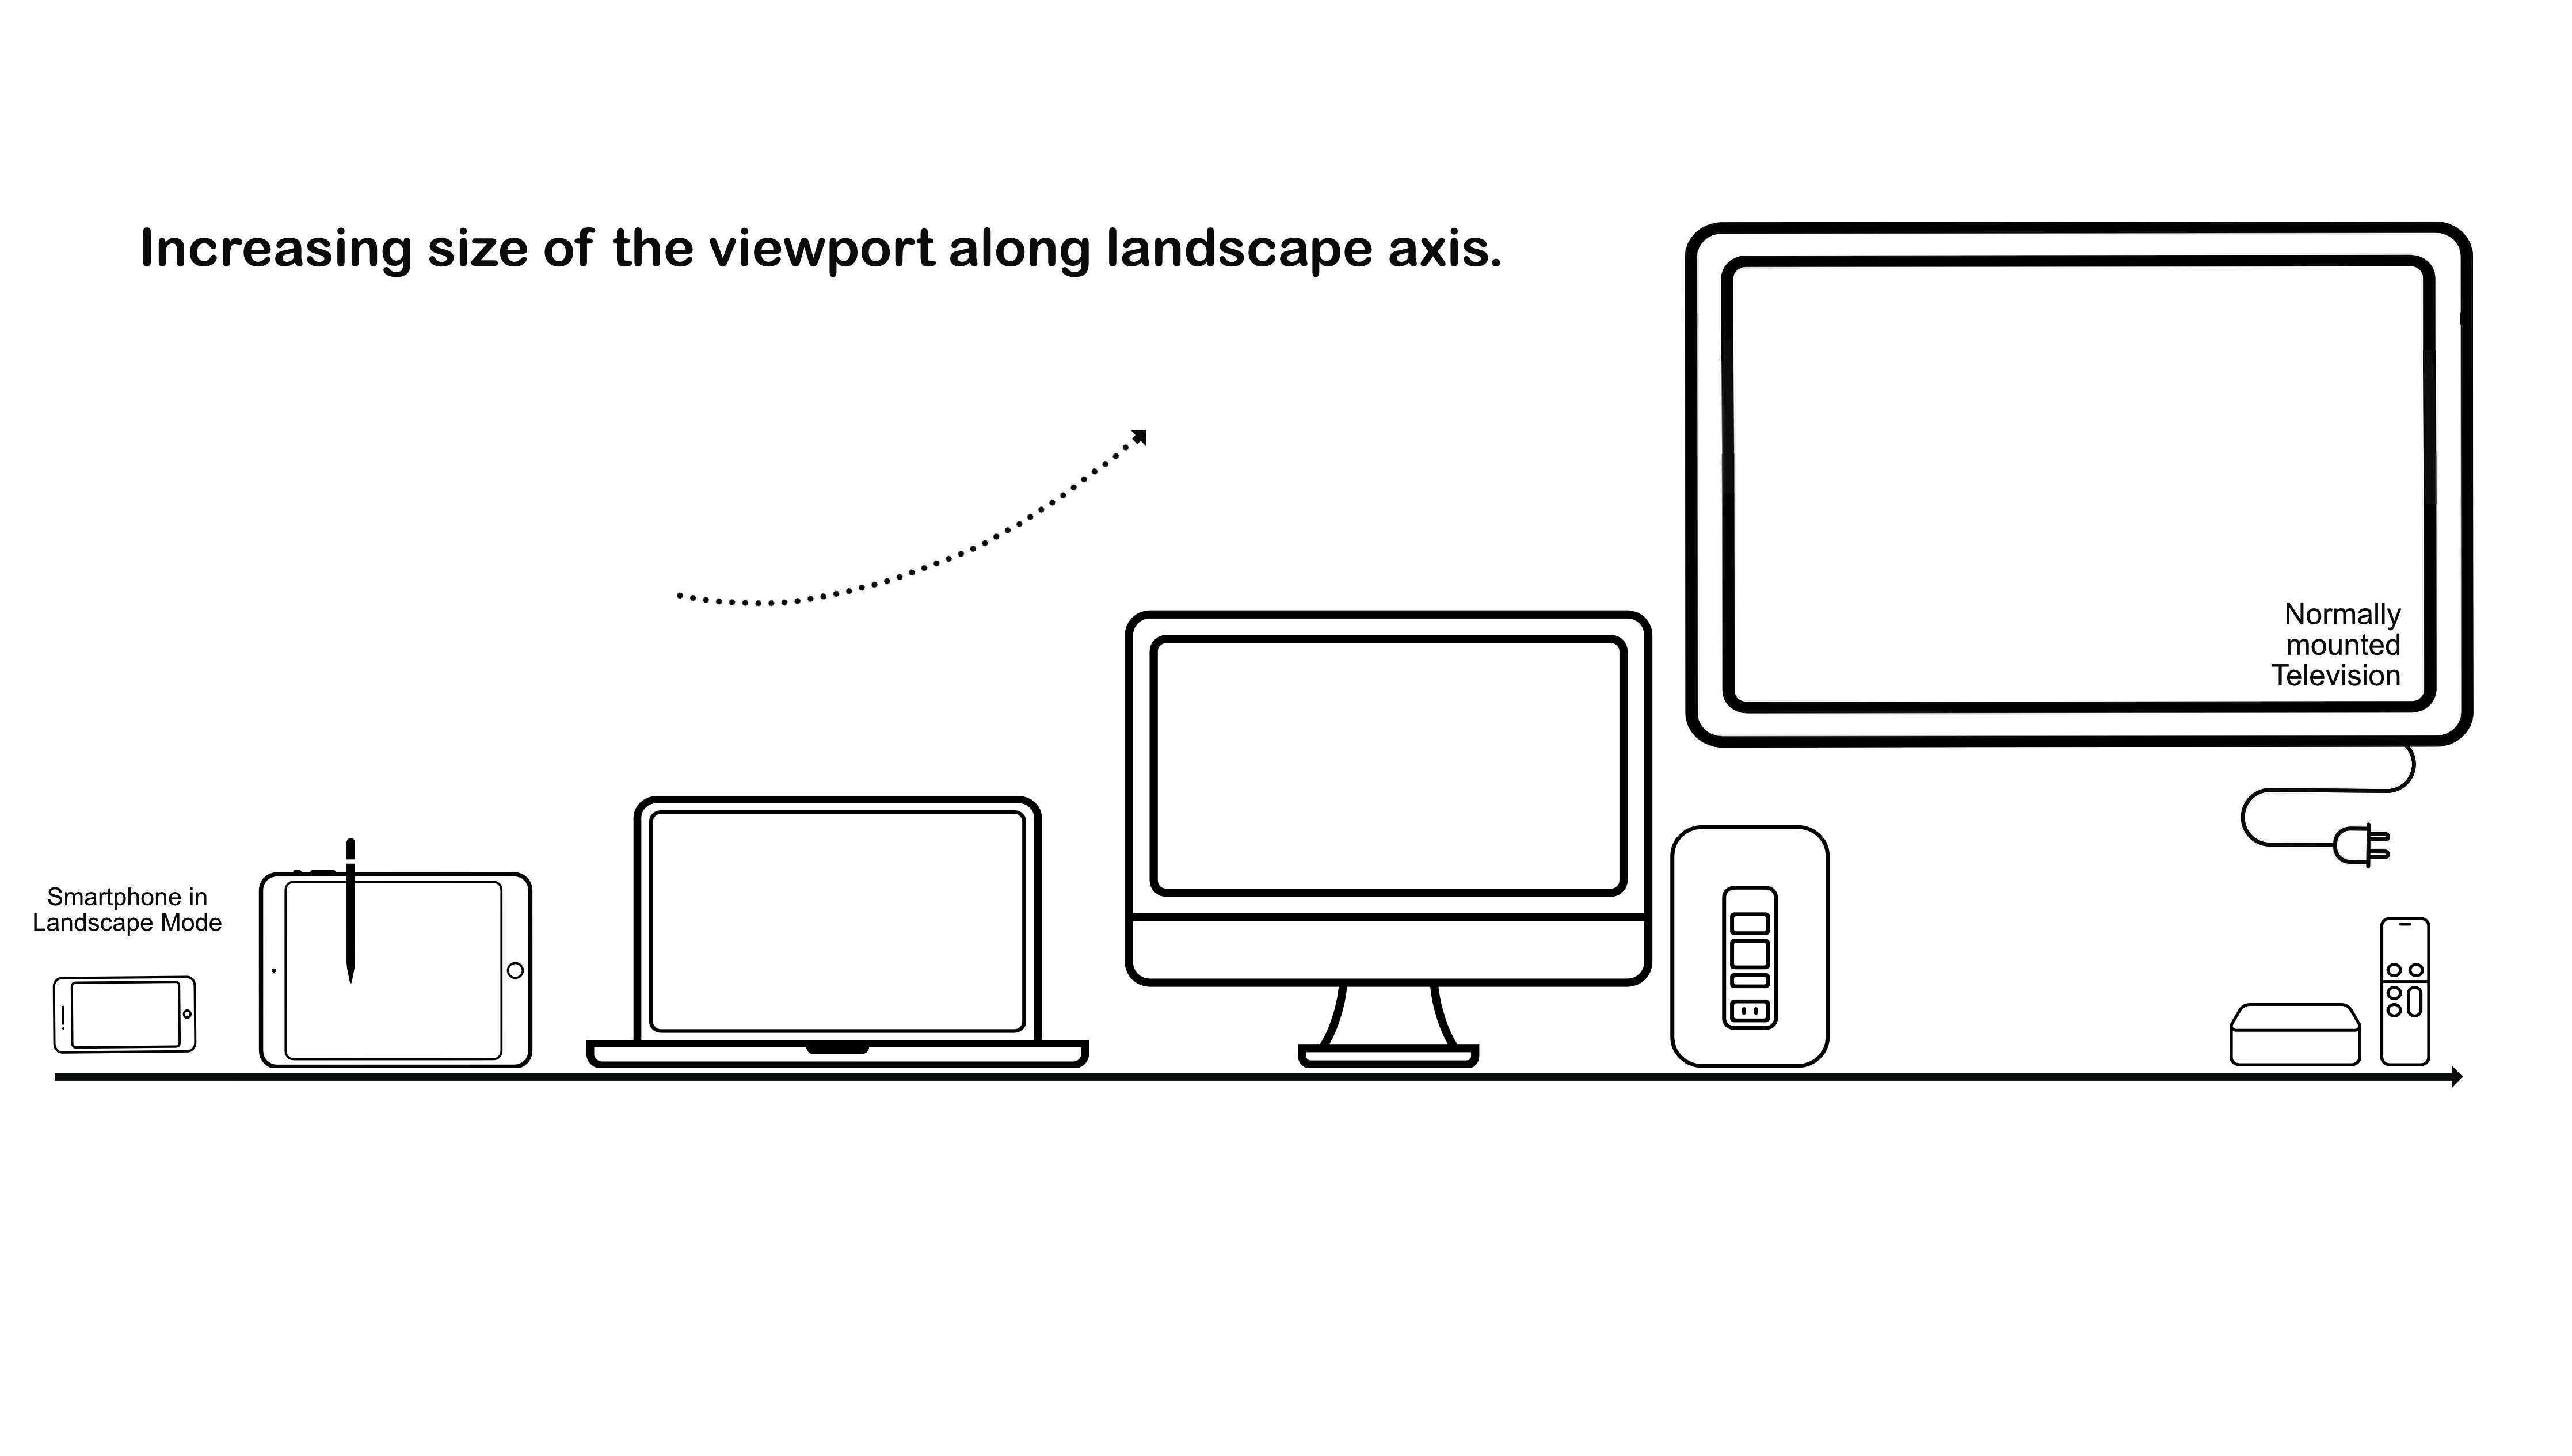 Increasing size of the viewport along landscape axis.
Normally
mounted
Television
Smartphone in
Landscape Mode